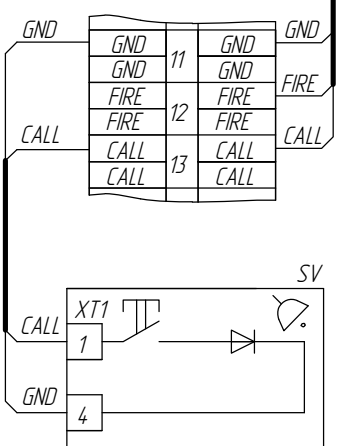 GND GND
GND 11 GND
GND GND
FIRE FIRE FIRE
FIRE 12 FIRE
CALL CALL 13 CALL CALL
CALL CALL
SV
XT1
CALL 1
GND 4